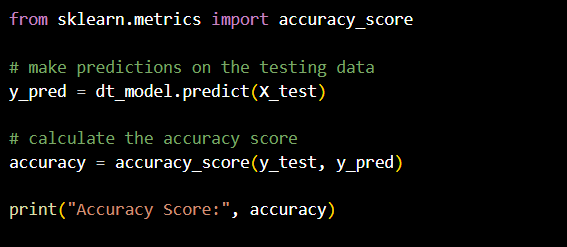 from sklearn.metrics import accuracy_score
# make predictions on the testing data
y_pred = dt_model.predict(X_test)
# calculate the accuracy score
accuracy = accuracy_score(y_test, y_pred)
print("Accuracy Score:", accuracy)